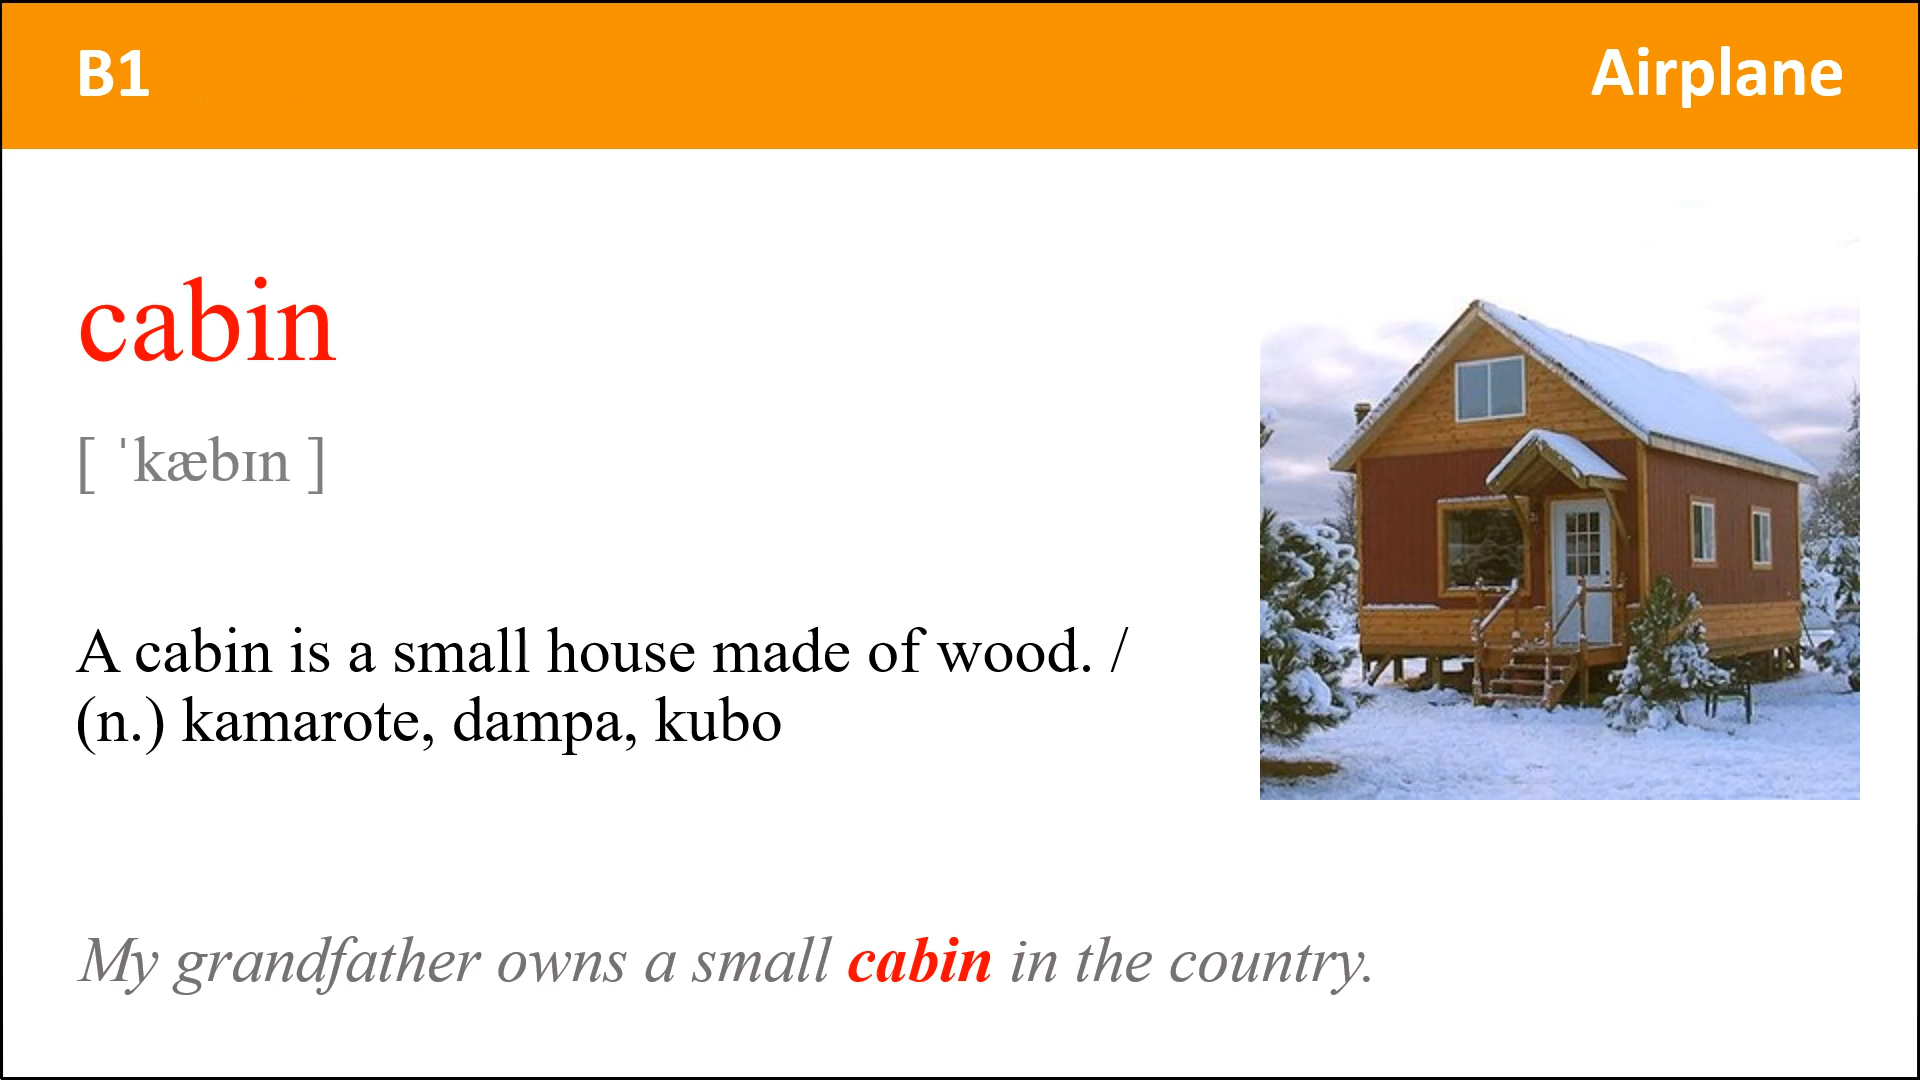 B1
Airplane
cabin
[ ˈkæbɪn ]
A cabin is a small house made of wood. /
(n.) kamarote, dampa, kubo
My grandfather owns a small cabin in the country.